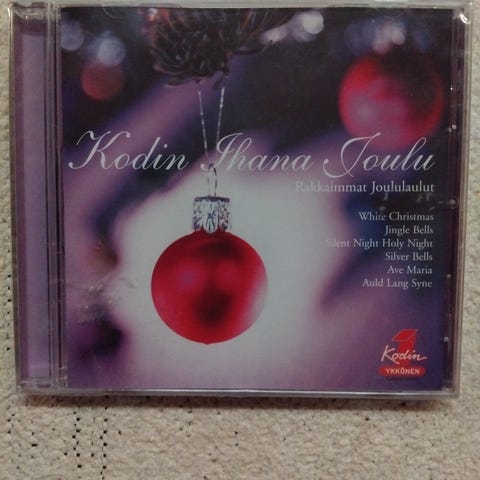 Kodin Ihana Joulu
Rakkaimmat Joululaulut
White Christmas
Jingle Bells
Silent Night Holy Night
Silver Bells
Ave Maria
Auld Lang Syne
1
Kodin
YKKÖNEN